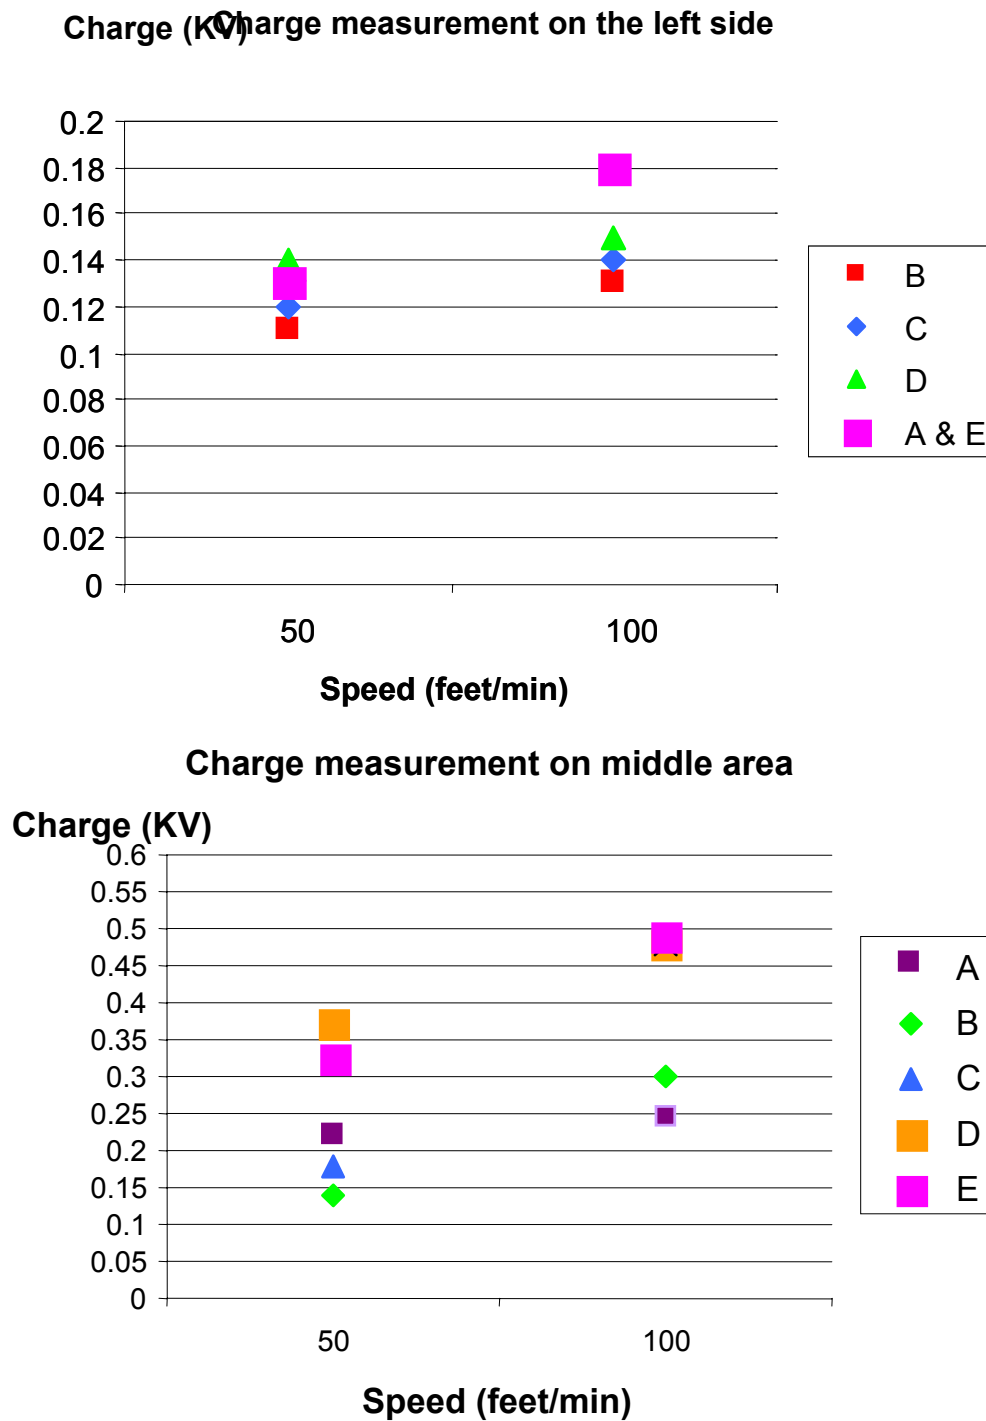 Charge (KV)
Charge measurement on the left side
0.2
0.18
0.16
0.14
0.12
0.1
0.08
0.06
0.04
0.02
0
50 100
Speed (feet/min)
B
C
D
A & E
Charge measurement on middle area
Charge (KV)
0.6
0.55
0.5
0.45
0.4
0.35
0.3
0.25
0.2
0.15
0.1
0.05
0
50 100
Speed (feet/min)
A
B
C
D
E